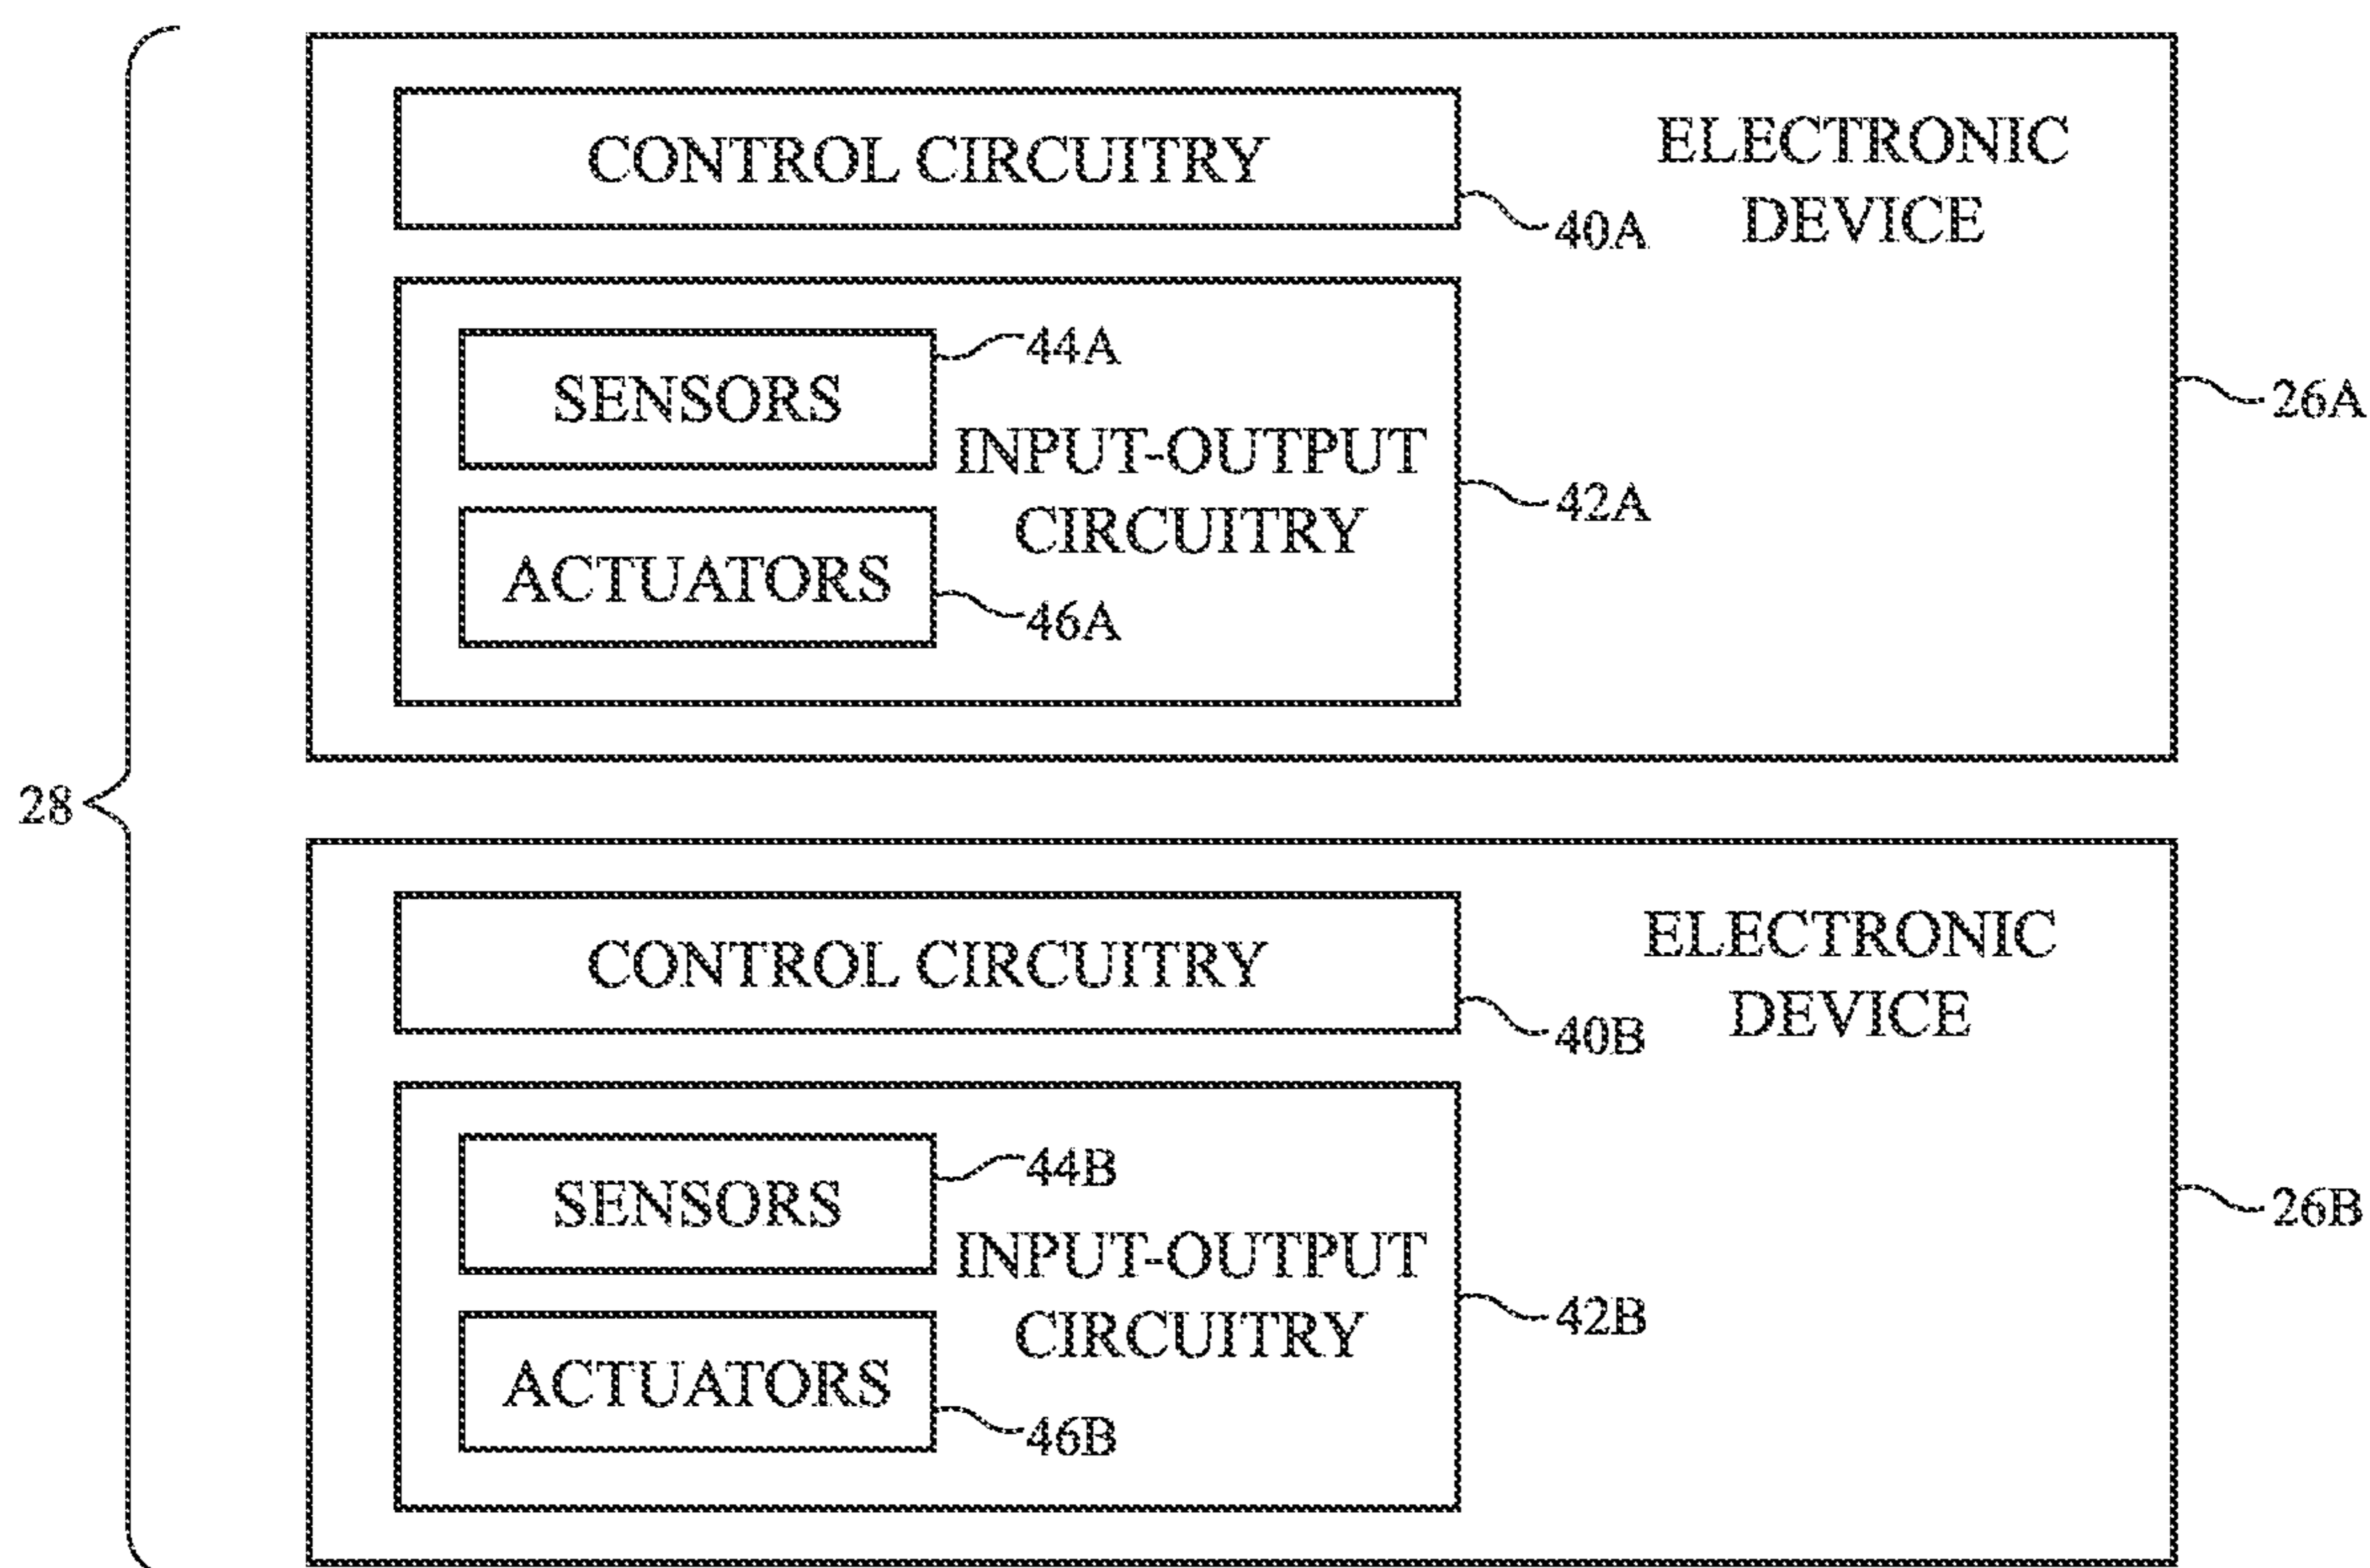 CONTROL CIRCUITRY
ELECTRONIC
DEVICE
40A
SENSORS
44A
INPUT-OUTPUT
CIRCUITRY
42A
ACTUATORS
46A
26A
28
CONTROL CIRCUITRY
ELECTRONIC
DEVICE
40B
SENSORS
44B
INPUT-OUTPUT
CIRCUITRY
42B
ACTUATORS
46B
26B